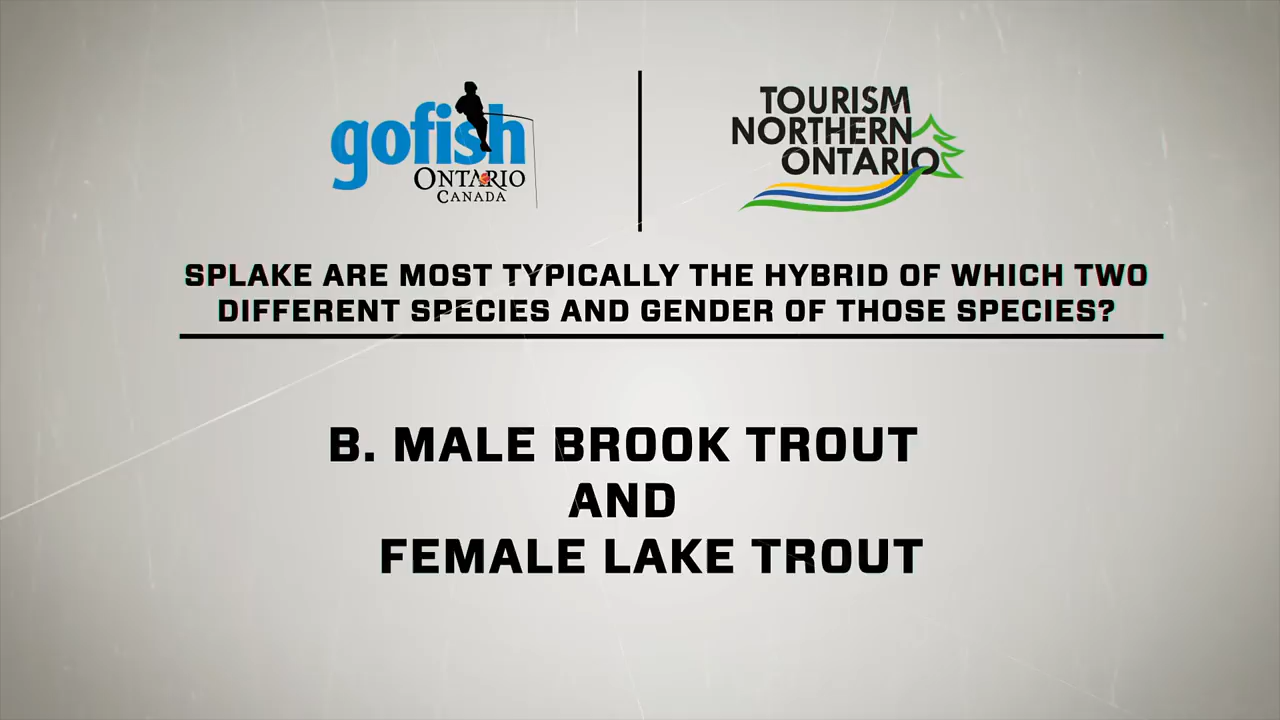 gofish
ONTARIO
CANADA
TOURISM
NORTHERN
ONTARIO
SPLAKE ARE MOST TYPICALLY THE HYBRID OF WHICH TWO
DIFFERENT SPECIES AND GENDER OF THOSE SPECIES?
B. MALE BROOK TROUT
AND
FEMALE LAKE TROUT